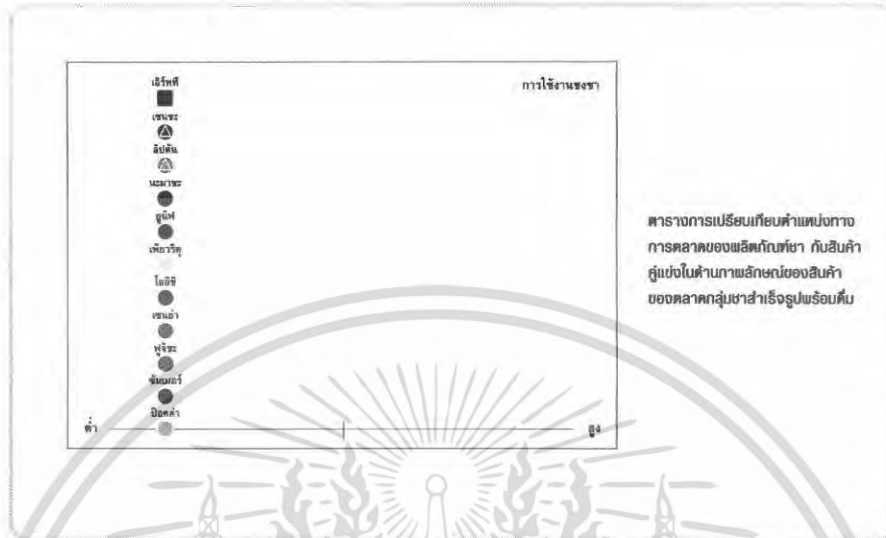 เอิร์ทที
การใช้งานชงชา
เซนชะ
ลิปตัน
นะมาชะ
ยูนิฟ
เพียวริคุ
โออิชิ
เซนย่า
ฟูจิชะ
ซัมเมอร์
ป๊อคค่า
ต่ำ
สูง
ตารางการเปรียบเทียบตำแหน่งทาง
การตลาดของผลิตภัณฑ์ชา กับสินค้า
คู่แข่งในด้านภาพลักษณ์ของสินค้า
ของตลาดกลุ่มชาสำเร็จรูปพร้อมดื่ม